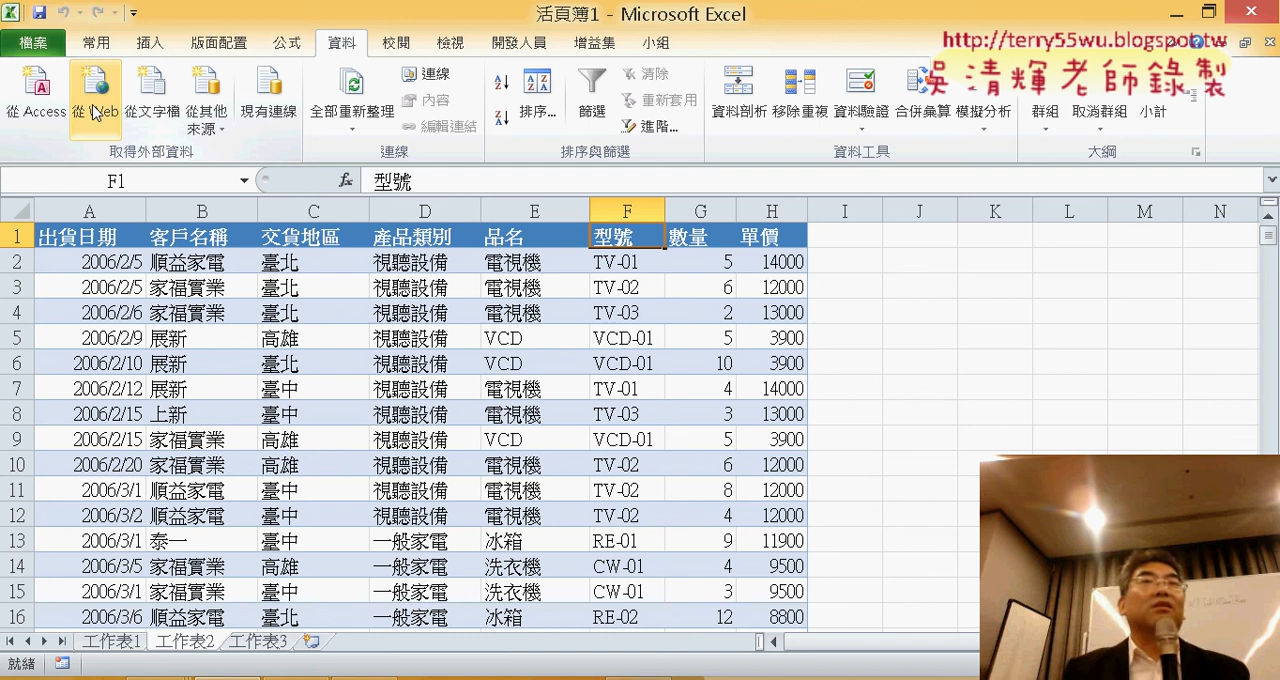 活頁簿1 - Microsoft Excel
檔案 常用 插入 版面配置 公式 資料 校閱 檢視 開發人員 增益集 小組
http://terry55wu.blogspot.tw
吳清輝老師錄製
從 Access 從 Web 從文字檔 從其他來源 現有連線
取得外部資料
全部重新整理 連線 內容 編輯連結
連線
排序... 篩選 清除 重新套用 進階...
排序與篩選
資料剖析 移除重複 資料驗證 合併彙算 模擬分析
資料工具
群組 取消群組 小計
大綱
F1 fx 型號
A B C D E F G H I J K L M N
1 出貨日期 客戶名稱 交貨地區 產品類別 品名 型號 數量 單價
2 2006/2/5 順益家電 臺北 視聽設備 電視機 TV-01 5 14000
3 2006/2/5 家福實業 臺北 視聽設備 電視機 TV-02 6 12000
4 2006/2/6 家福實業 臺北 視聽設備 電視機 TV-03 2 13000
5 2006/2/9 展新 高雄 視聽設備 VCD VCD-01 5 3900
6 2006/2/10 展新 臺北 視聽設備 VCD VCD-01 10 3900
7 2006/2/12 展新 臺中 視聽設備 電視機 TV-01 4 14000
8 2006/2/15 上新 臺中 視聽設備 電視機 TV-03 3 13000
9 2006/2/15 家福實業 高雄 視聽設備 VCD VCD-01 5 3900
10 2006/2/20 家福實業 高雄 視聽設備 電視機 TV-02 6 12000
11 2006/3/1 順益家電 臺中 視聽設備 電視機 TV-02 8 12000
12 2006/3/2 順益家電 臺中 視聽設備 電視機 TV-02 4 12000
13 2006/3/1 泰一 臺中 一般家電 冰箱 RE-01 9 11900
14 2006/3/5 家福實業 高雄 一般家電 洗衣機 CW-01 4 9500
15 2006/3/1 家福實業 臺中 一般家電 洗衣機 CW-01 3 9500
16 2006/3/6 順益家電 臺北 一般家電 冰箱 RE-02 12 8800
工作表1 工作表2 工作表3
就緒